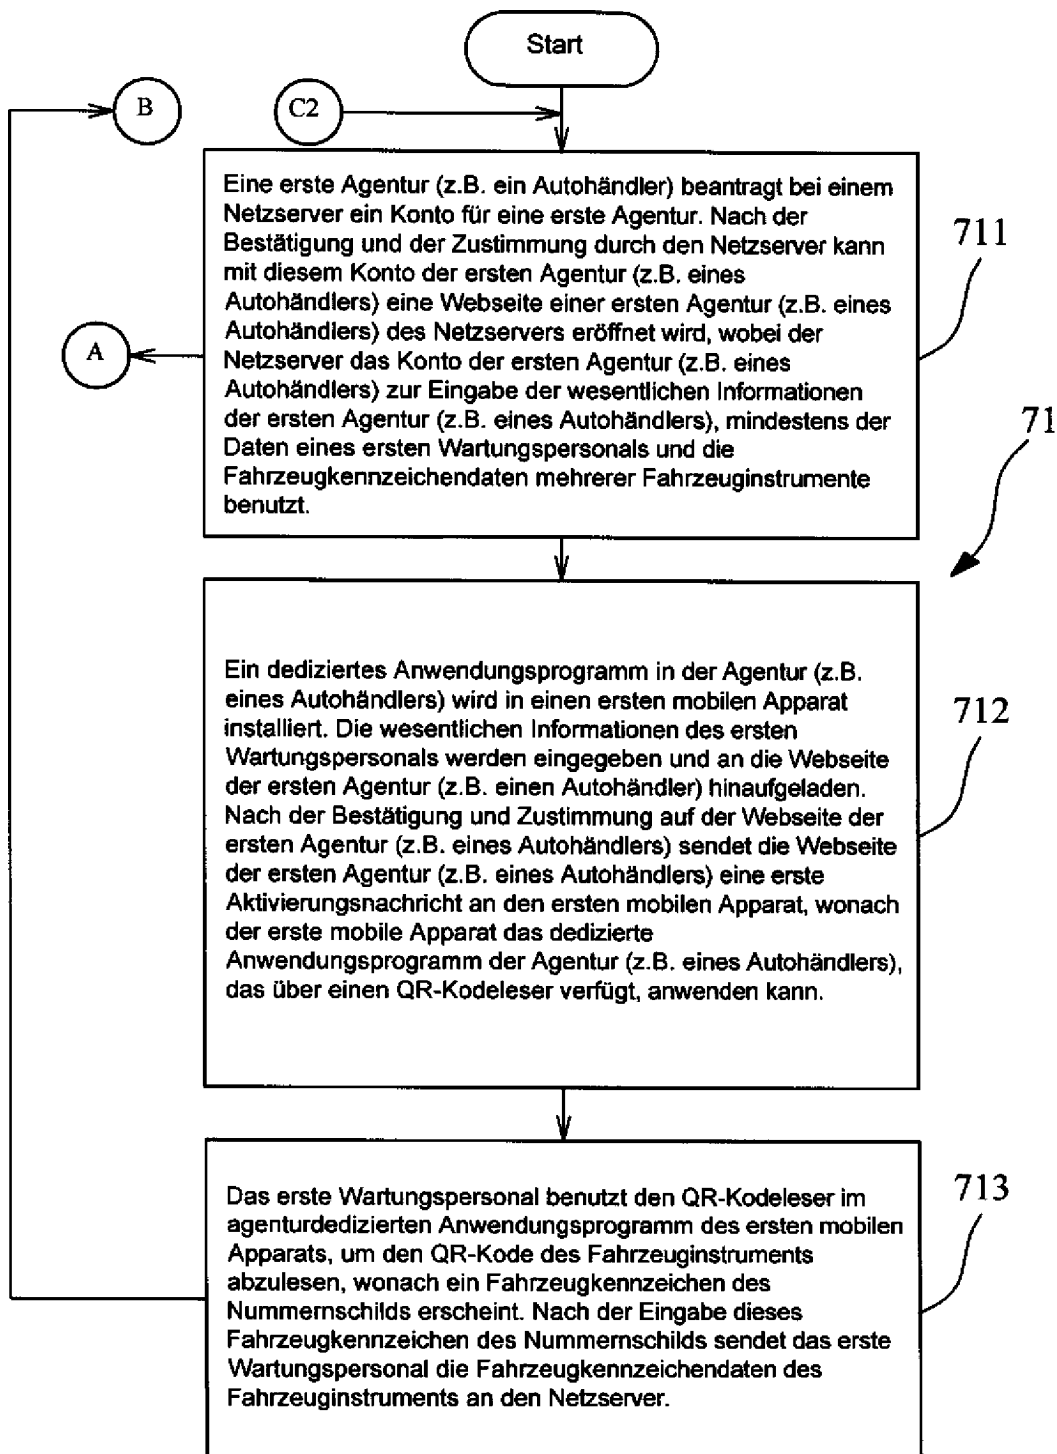 Start
B
C2
Eine erste Agentur (z.B. ein Autohändler) beantragt bei einem
Netzserver ein Konto für eine erste Agentur. Nach der
Bestätigung und der Zustimmung durch den Netzserver kann
mit diesem Konto der ersten Agentur (z.B. eines
Autohändlers) eine Webseite einer ersten Agentur (z.B. eines
Autohändlers) des Netzservers eröffnet wird, wobei der
Netzserver das Konto der ersten Agentur (z.B. eines
Autohändlers) zur Eingabe der wesentlichen Informationen
der ersten Agentur (z.B. eines Autohändlers), mindestens der
Daten eines ersten Wartungspersonals und die
Fahrzeugkennzeichendaten mehrerer Fahrzeuginstrumente
benutzt.
711
A
71
Ein dediziertes Anwendungsprogramm in der Agentur (z.B.
eines Autohändlers) wird in einen ersten mobilen Apparat
installiert. Die wesentlichen Informationen des ersten
Wartungspersonals werden eingegeben und an die Webseite
der ersten Agentur (z.B. einen Autohändler) hinaufgeladen.
Nach der Bestätigung und Zustimmung auf der Webseite der
ersten Agentur (z.B. eines Autohändlers) sendet die Webseite
der ersten Agentur (z.B. eines Autohändlers) eine erste
Aktivierungsnachricht an den ersten mobilen Apparat, wonach
der erste mobile Apparat das dedizierte
Anwendungsprogramm der Agentur (z.B. eines Autohändlers),
das über einen QR-Kodeleser verfügt, anwenden kann.
712
Das erste Wartungspersonal benutzt den QR-Kodeleser im
agenturdedizierten Anwendungsprogramm des ersten mobilen
Apparats, um den QR-Kode des Fahrzeuginstruments
abzulesen, wonach ein Fahrzeugkennzeichen des
Nummernschilds erscheint. Nach der Eingabe dieses
Fahrzeugkennzeichen des Nummernschilds sendet das erste
Wartungspersonal die Fahrzeugkennzeichendaten des
Fahrzeuginstruments an den Netzserver.
713